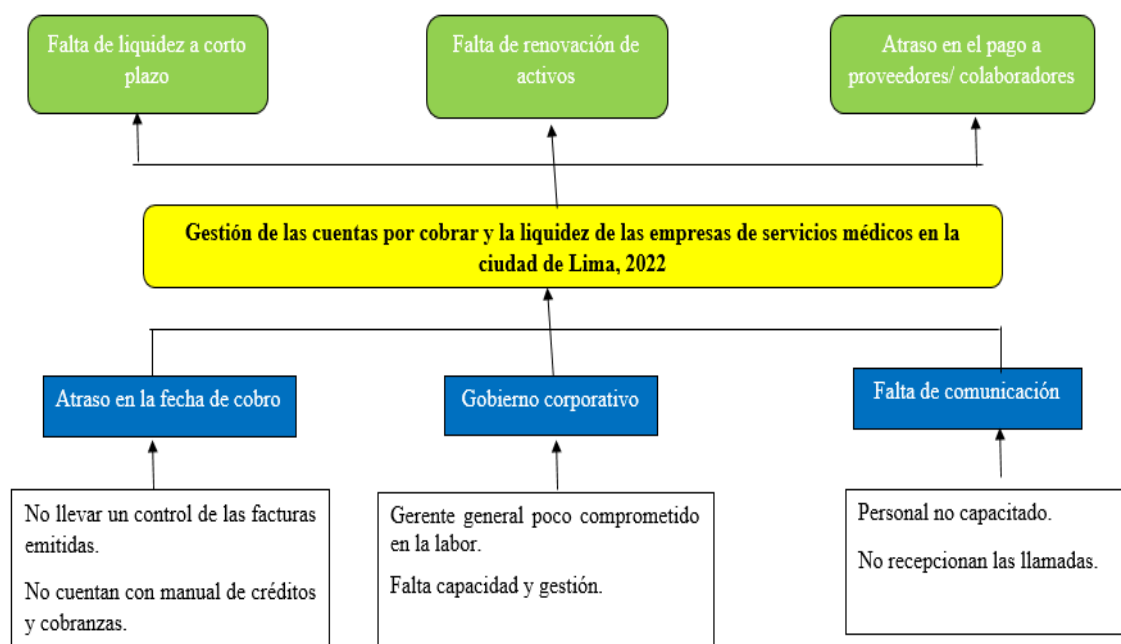 Falta de liquidez a corto
plazo
Falta de renovación de
activos
Atraso en el pago a
proveedores/ colaboradores
Gestión de las cuentas por cobrar y la liquidez de las empresas de servicios médicos en la
ciudad de Lima, 2022
Atraso en la fecha de cobro
Gobierno corporativo
Falta de comunicación
No llevar un control de las facturas
emitidas.
No cuentan con manual de créditos
y cobranzas.
Gerente general poco comprometido
en la labor.
Falta capacidad y gestión.
Personal no capacitado.
No recepcionan las llamadas.